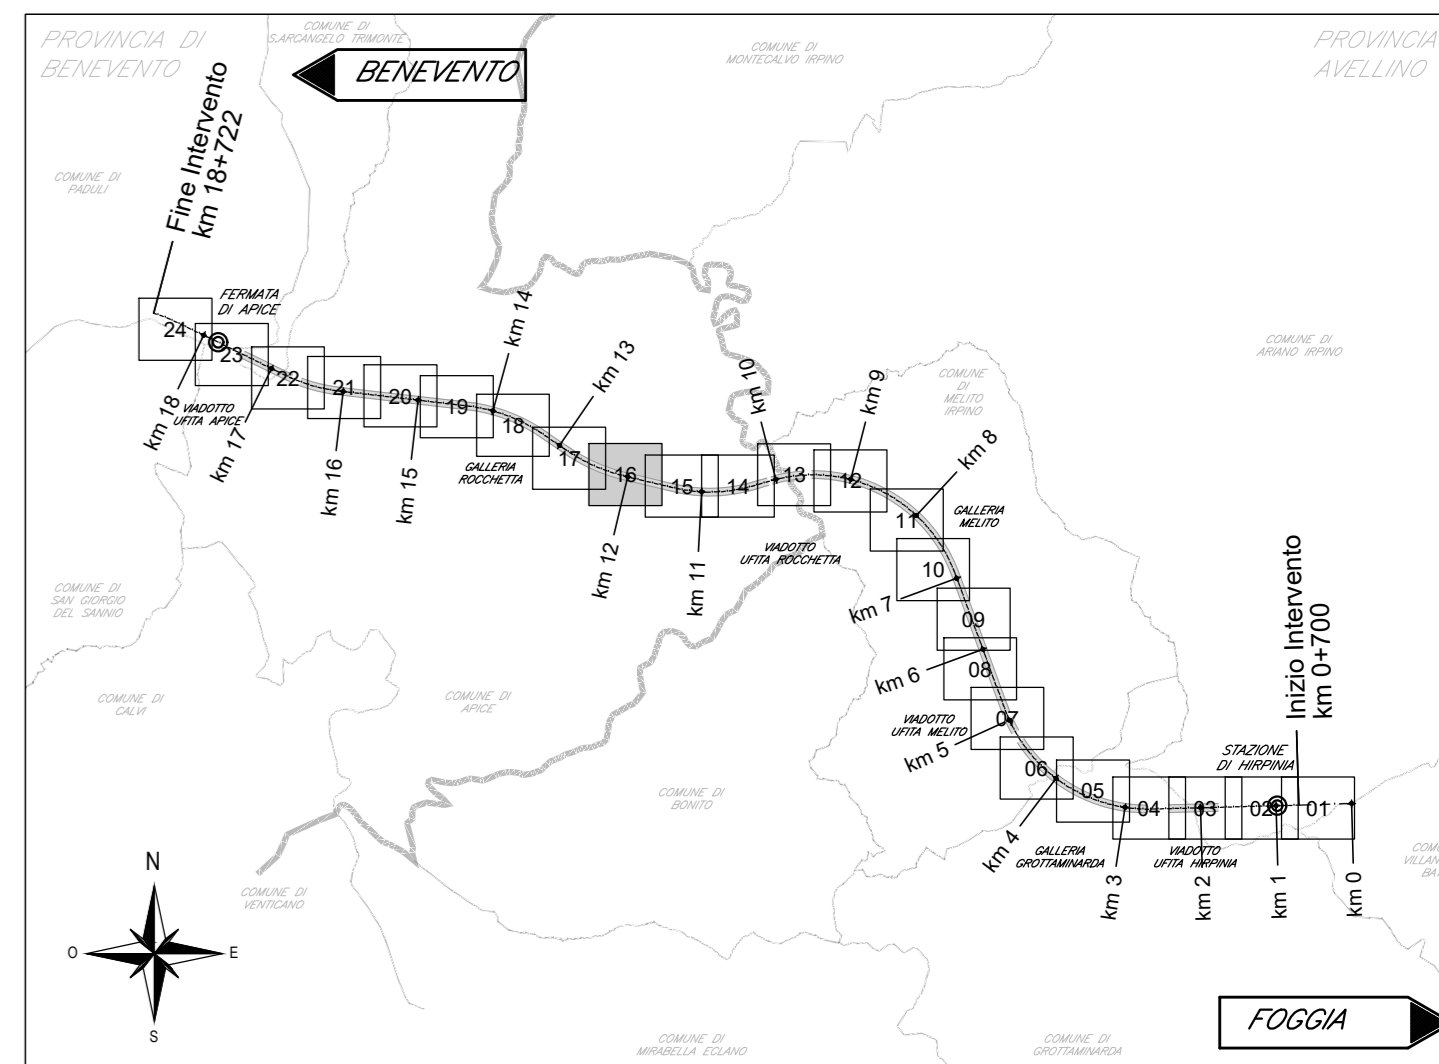 PROVINCIA DI
BENEVENTO
COMUNE DI
S.ARCANGELO TRIMONTE
BENEVENTO
COMUNE DI
MONTECALVO IRPINO
PROVINCIA
AVELLINO
COMUNE DI
PADULI
Fine Intervento
km 18+722
FERMATA
DI APICE
24
23
22
21
20
19
18
17
16
15
14
13
12
11
10
09
08
07
06
05
04
03
02
01
km 18
km 17
km 16
km 15
km 14
km 13
km 12
km 11
km 10
km 9
km 8
km 7
km 6
km 5
km 4
km 3
km 2
km 1
km 0
VIADOTTO
UFITA APICE
GALLERIA
ROCCHETTA
VIADOTTO
UFITA ROCCHETTA
GALLERIA
MELITO
COMUNE
DI
MELITO
IRPINO
COMUNE DI
ARIANO IRPINO
VIADOTTO
UFITA MELITO
GALLERIA
GROTTAMINARDA
VIADOTTO
UFITA HIRPINIA
STAZIONE
DI HIRPINIA
Inizio Intervento
km 0+700
COMUNE DI
SAN GIORGIO
DEL SANNIO
COMUNE DI
CALVI
COMUNE DI
APICE
COMUNE DI
BONITO
COMUNE DI
VENTICANO
COMUNE DI
MIRABELLA ECLANO
COMUNE DI
GROTTAMINARDA
COMU
VILLAN
BA
N
O
E
S
FOGGIA